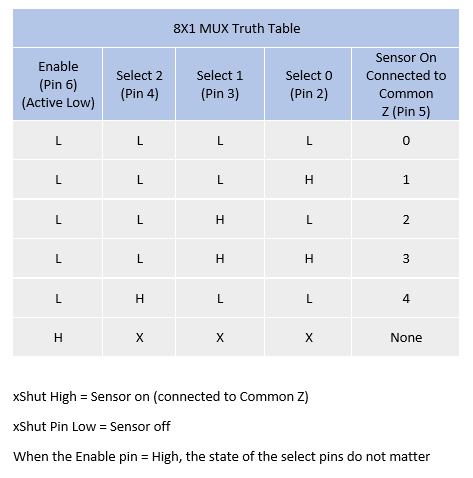 8X1 MUX Truth Table
Enable
(Pin 6)
(Active Low)
Select 2
(Pin 4)
Select 1
(Pin 3)
Select 0
(Pin 2)
Sensor On
Connected to
Common
Z (Pin 5)
L L L L 0
L L L H 1
L L H L 2
L L H H 3
L H L L 4
H X X X None
xShut High = Sensor on (connected to Common Z)
xShut Pin Low = Sensor off
When the Enable pin = High, the state of the select pins do not matter